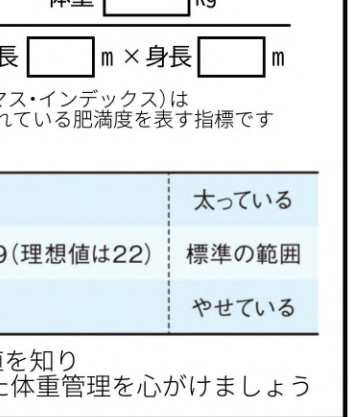 体重 kg
長 m×身長 m
マス・インデックス)は
れている肥満度を表す指標です
太っている
9(理想値は22) 標準の範囲
やせている
値を知り
た体重管理を心がけましょう